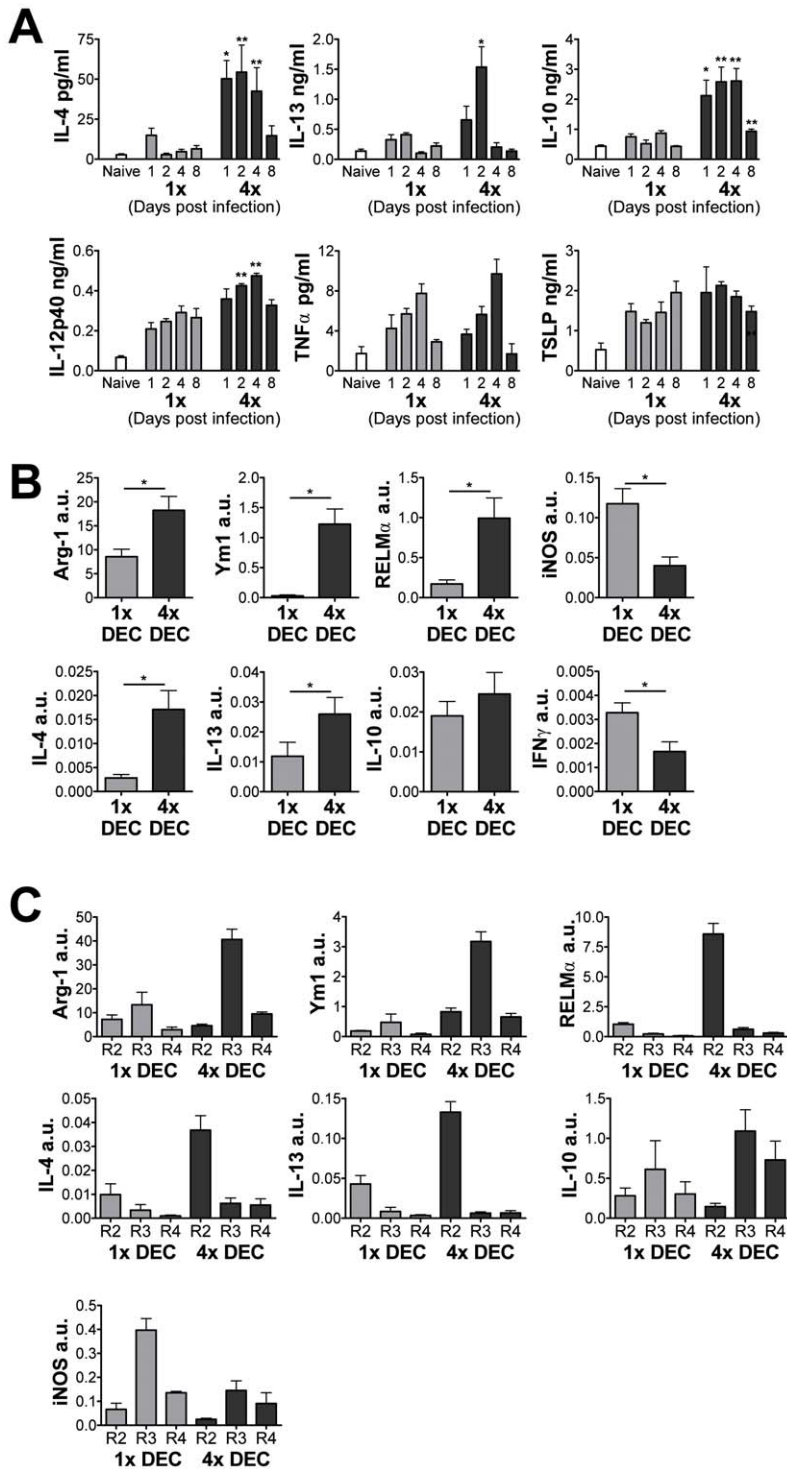 A
IL-4 pg/ml
75
50
25
0
* ** **
Naive 1 2 4 8 1 2 4 8
1x 4x
(Days post infection)
IL-13 ng/ml
2.0
1.5
1.0
0.5
0.0
*
Naive 1 2 4 8 1 2 4 8
1x 4x
(Days post infection)
IL-10 ng/ml
4
3
2
1
0
* ** ** **
Naive 1 2 4 8 1 2 4 8
1x 4x
(Days post infection)
IL-12p40 ng/ml
0.6
0.4
0.2
0.0
** **
Naive 1 2 4 8 1 2 4 8
1x 4x
(Days post infection)
TNFα pg/ml
12
8
4
0
Naive 1 2 4 8 1 2 4 8
1x 4x
(Days post infection)
TSLP pg/ml
3
2
1
0
**
Naive 1 2 4 8 1 2 4 8
1x 4x
(Days post infection)
B
Arg-1 a.u.
25
20
15
10
5
0
*
1x 4x
DEC DEC
Ym1 a.u.
2.0
1.5
1.0
0.5
0.0
*
1x 4x
DEC DEC
RELMα a.u.
1.5
1.0
0.5
0.0
*
1x 4x
DEC DEC
iNOS a.u.
0.15
0.10
0.05
0.00
*
1x 4x
DEC DEC
IL-4 a.u.
0.025
0.020
0.015
0.010
0.005
0.000
*
1x 4x
DEC DEC
IL-13 a.u.
0.04
0.03
0.02
0.01
0.00
*
1x 4x
DEC DEC
IL-10 a.u.
0.03
0.02
0.01
0.00
1x 4x
DEC DEC
IFNγ a.u.
0.005
0.004
0.003
0.002
0.001
0.000
*
1x 4x
DEC DEC
C
Arg-1 a.u.
50
40
30
20
10
0
R2 R3 R4 R2 R3 R4
1x DEC 4x DEC
Ym1 a.u.
4
3
2
1
0
R2 R3 R4 R2 R3 R4
1x DEC 4x DEC
RELMα a.u.
10.0
7.5
5.0
2.5
0.0
R2 R3 R4 R2 R3 R4
1x DEC 4x DEC
IL-4 a.u.
0.05
0.04
0.03
0.02
0.01
0.00
R2 R3 R4 R2 R3 R4
1x DEC 4x DEC
IL-13 a.u.
0.15
0.10
0.05
0.00
R2 R3 R4 R2 R3 R4
1x DEC 4x DEC
IL-10 a.u.
1.5
1.0
0.5
0.0
R2 R3 R4 R2 R3 R4
1x DEC 4x DEC
iNOS a.u.
0.5
0.4
0.3
0.2
0.1
0.0
R2 R3 R4 R2 R3 R4
1x DEC 4x DEC